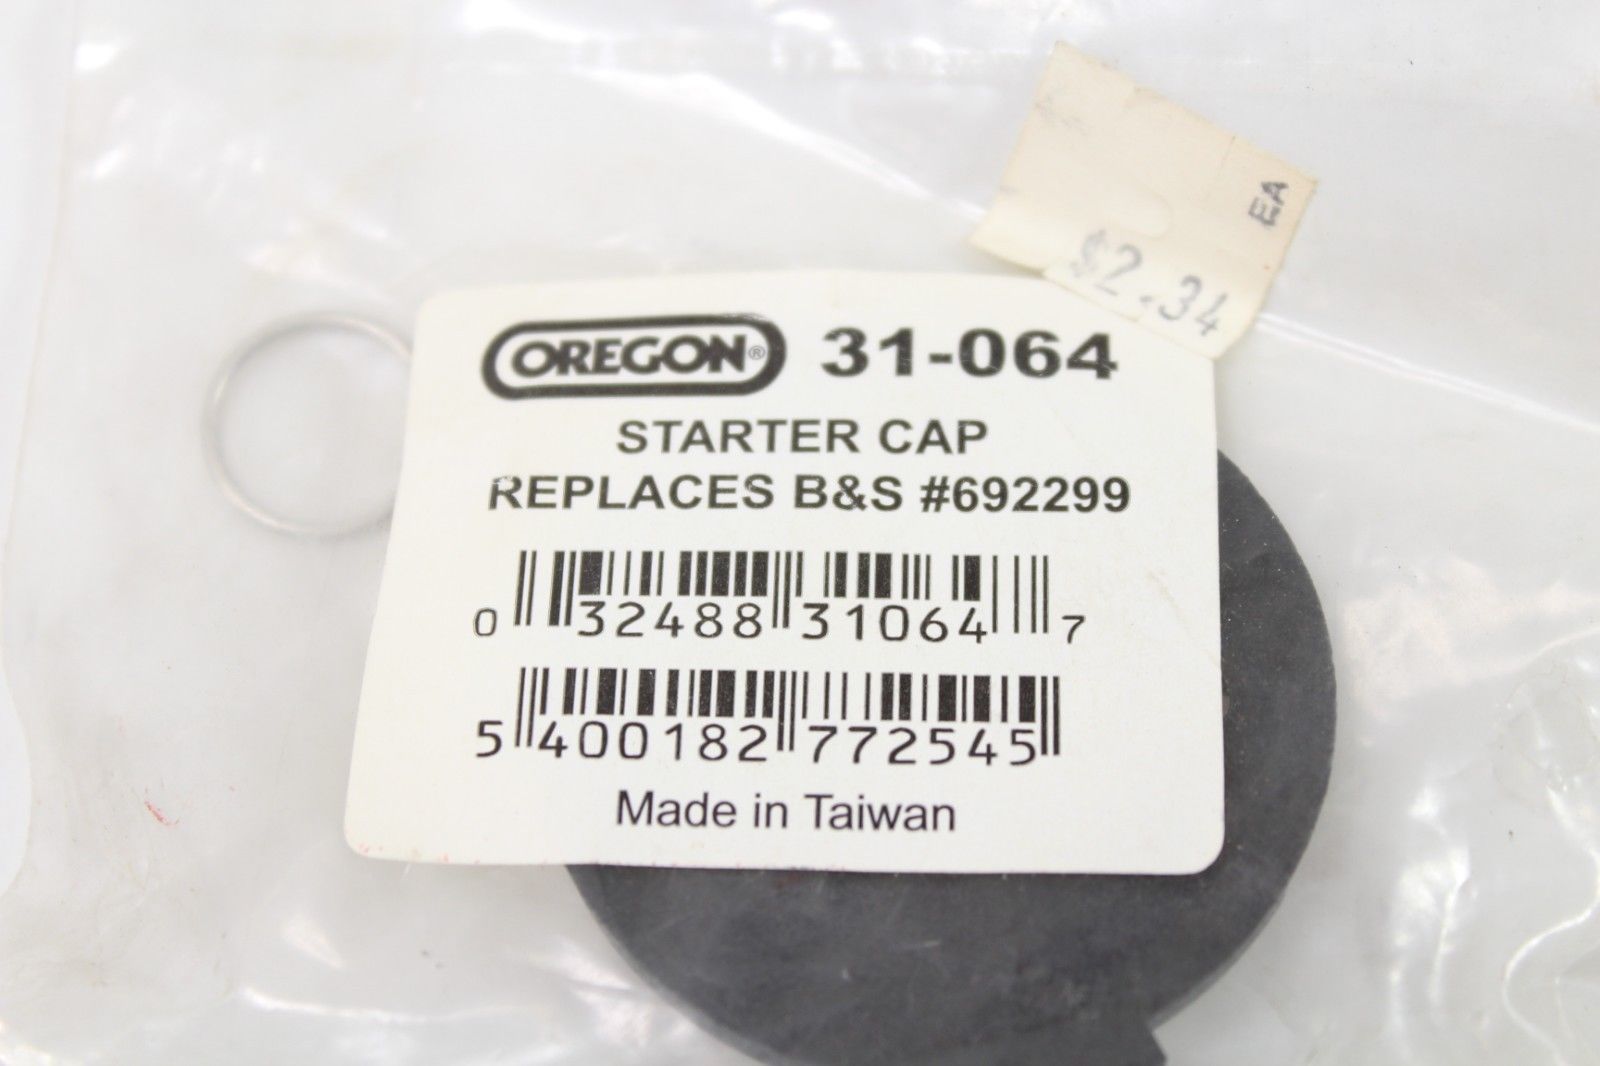 EA
$2.34
OREGON® 31-064
STARTER CAP
REPLACES B&S #692299
0 32488 31064 7
5 400182 772545
Made in Taiwan